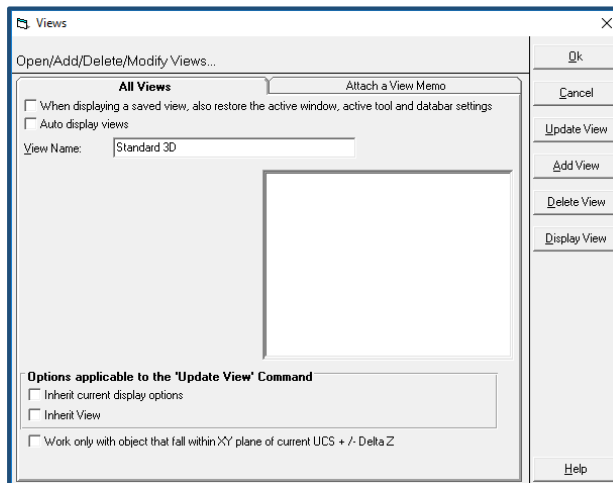 Views
Open/Add/Delete/Modify Views...
All Views
Attach a View Memo
When displaying a saved view, also restore the active window, active tool and databar settings
Auto display views
View Name: Standard 3D
Options applicable to the 'Update View' Command
Inherit current display options
Inherit View
Work only with object that fall within XY plane of current UCS + /- Delta Z
Ok
Cancel
Update View
Add View
Delete View
Display View
Help